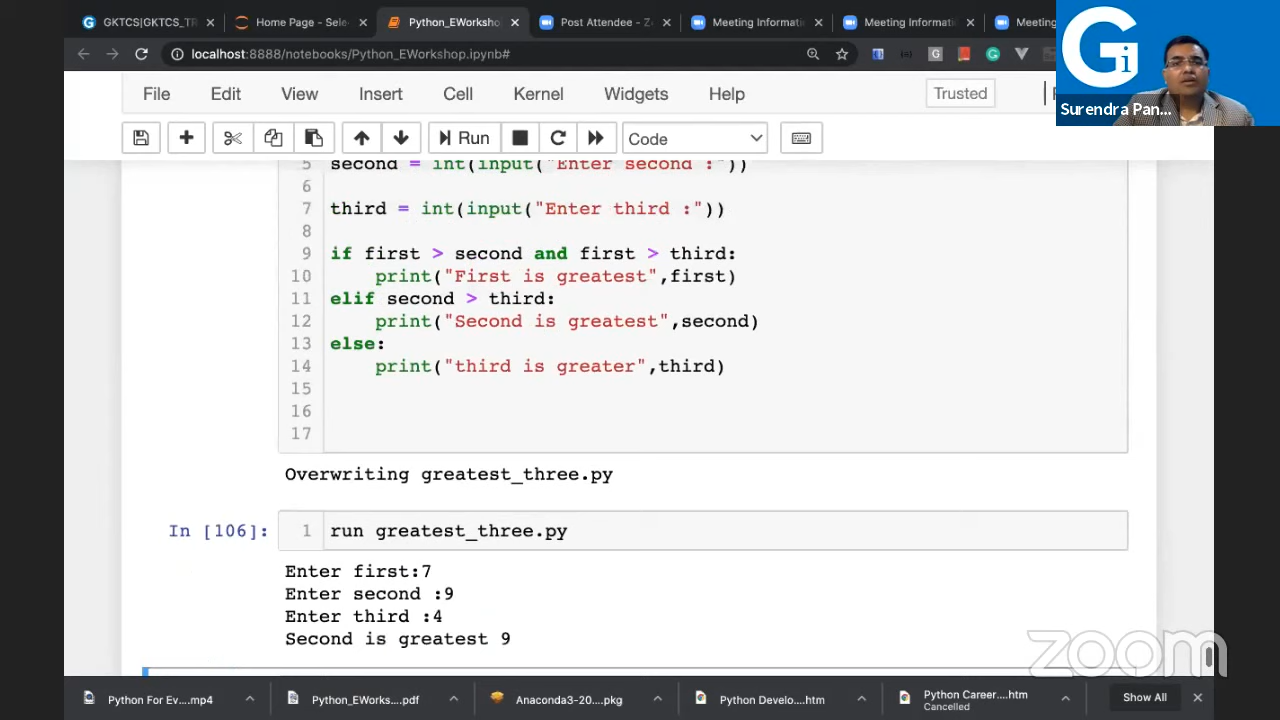 GKTCS|GKTCS_TR
Home Page - Sele
Python_EWorksho
Post Attendee - Z
Meeting Informati
Meeting Informati
Meeting
localhost:8888/notebooks/Python_EWorkshop.ipynb#
Gi
Surendra Pan...
File Edit View Insert Cell Kernel Widgets Help Trusted
Run Code
5 second = int(input("Enter second :"))
6
7 third = int(input("Enter third :"))
8
9 if first > second and first > third:
10 print("First is greatest",first)
11 elif second > third:
12 print("Second is greatest",second)
13 else:
14 print("third is greater",third)
15
16
17
Overwriting greatest_three.py
In [106]: 1 run greatest_three.py
Enter first:7
Enter second :9
Enter third :4
Second is greatest 9
zoom
Python For Ev....mp4
Python_EWorks....pdf
Anaconda3-20....pkg
Python Develo....htm
Python Career....htm
Cancelled
Show All